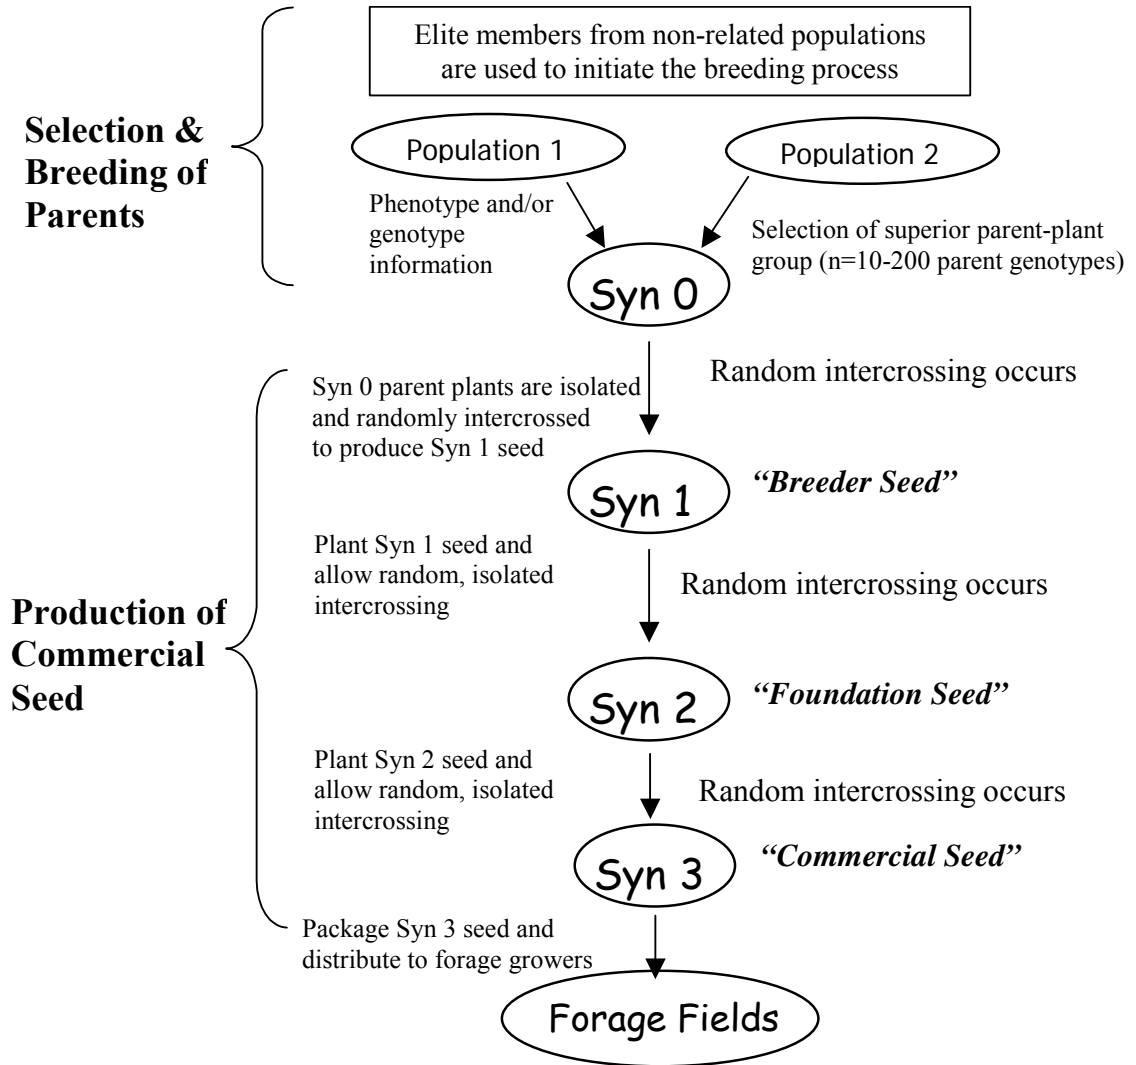 Elite members from non-related populations
are used to initiate the breeding process
Selection &
Breeding of
Parents
Population 1
Population 2
Phenotype and/or
genotype
information
Selection of superior parent-plant
group (n=10-200 parent genotypes)
Syn 0
Random intercrossing occurs
Syn 0 parent plants are isolated
and randomly intercrossed
to produce Syn 1 seed
Syn 1
“Breeder Seed”
Plant Syn 1 seed and
allow random, isolated
intercrossing
Random intercrossing occurs
Production of
Commercial
Seed
Syn 2
“Foundation Seed”
Plant Syn 2 seed and
allow random, isolated
intercrossing
Random intercrossing occurs
Syn 3
“Commercial Seed”
Package Syn 3 seed and
distribute to forage growers
Forage Fields